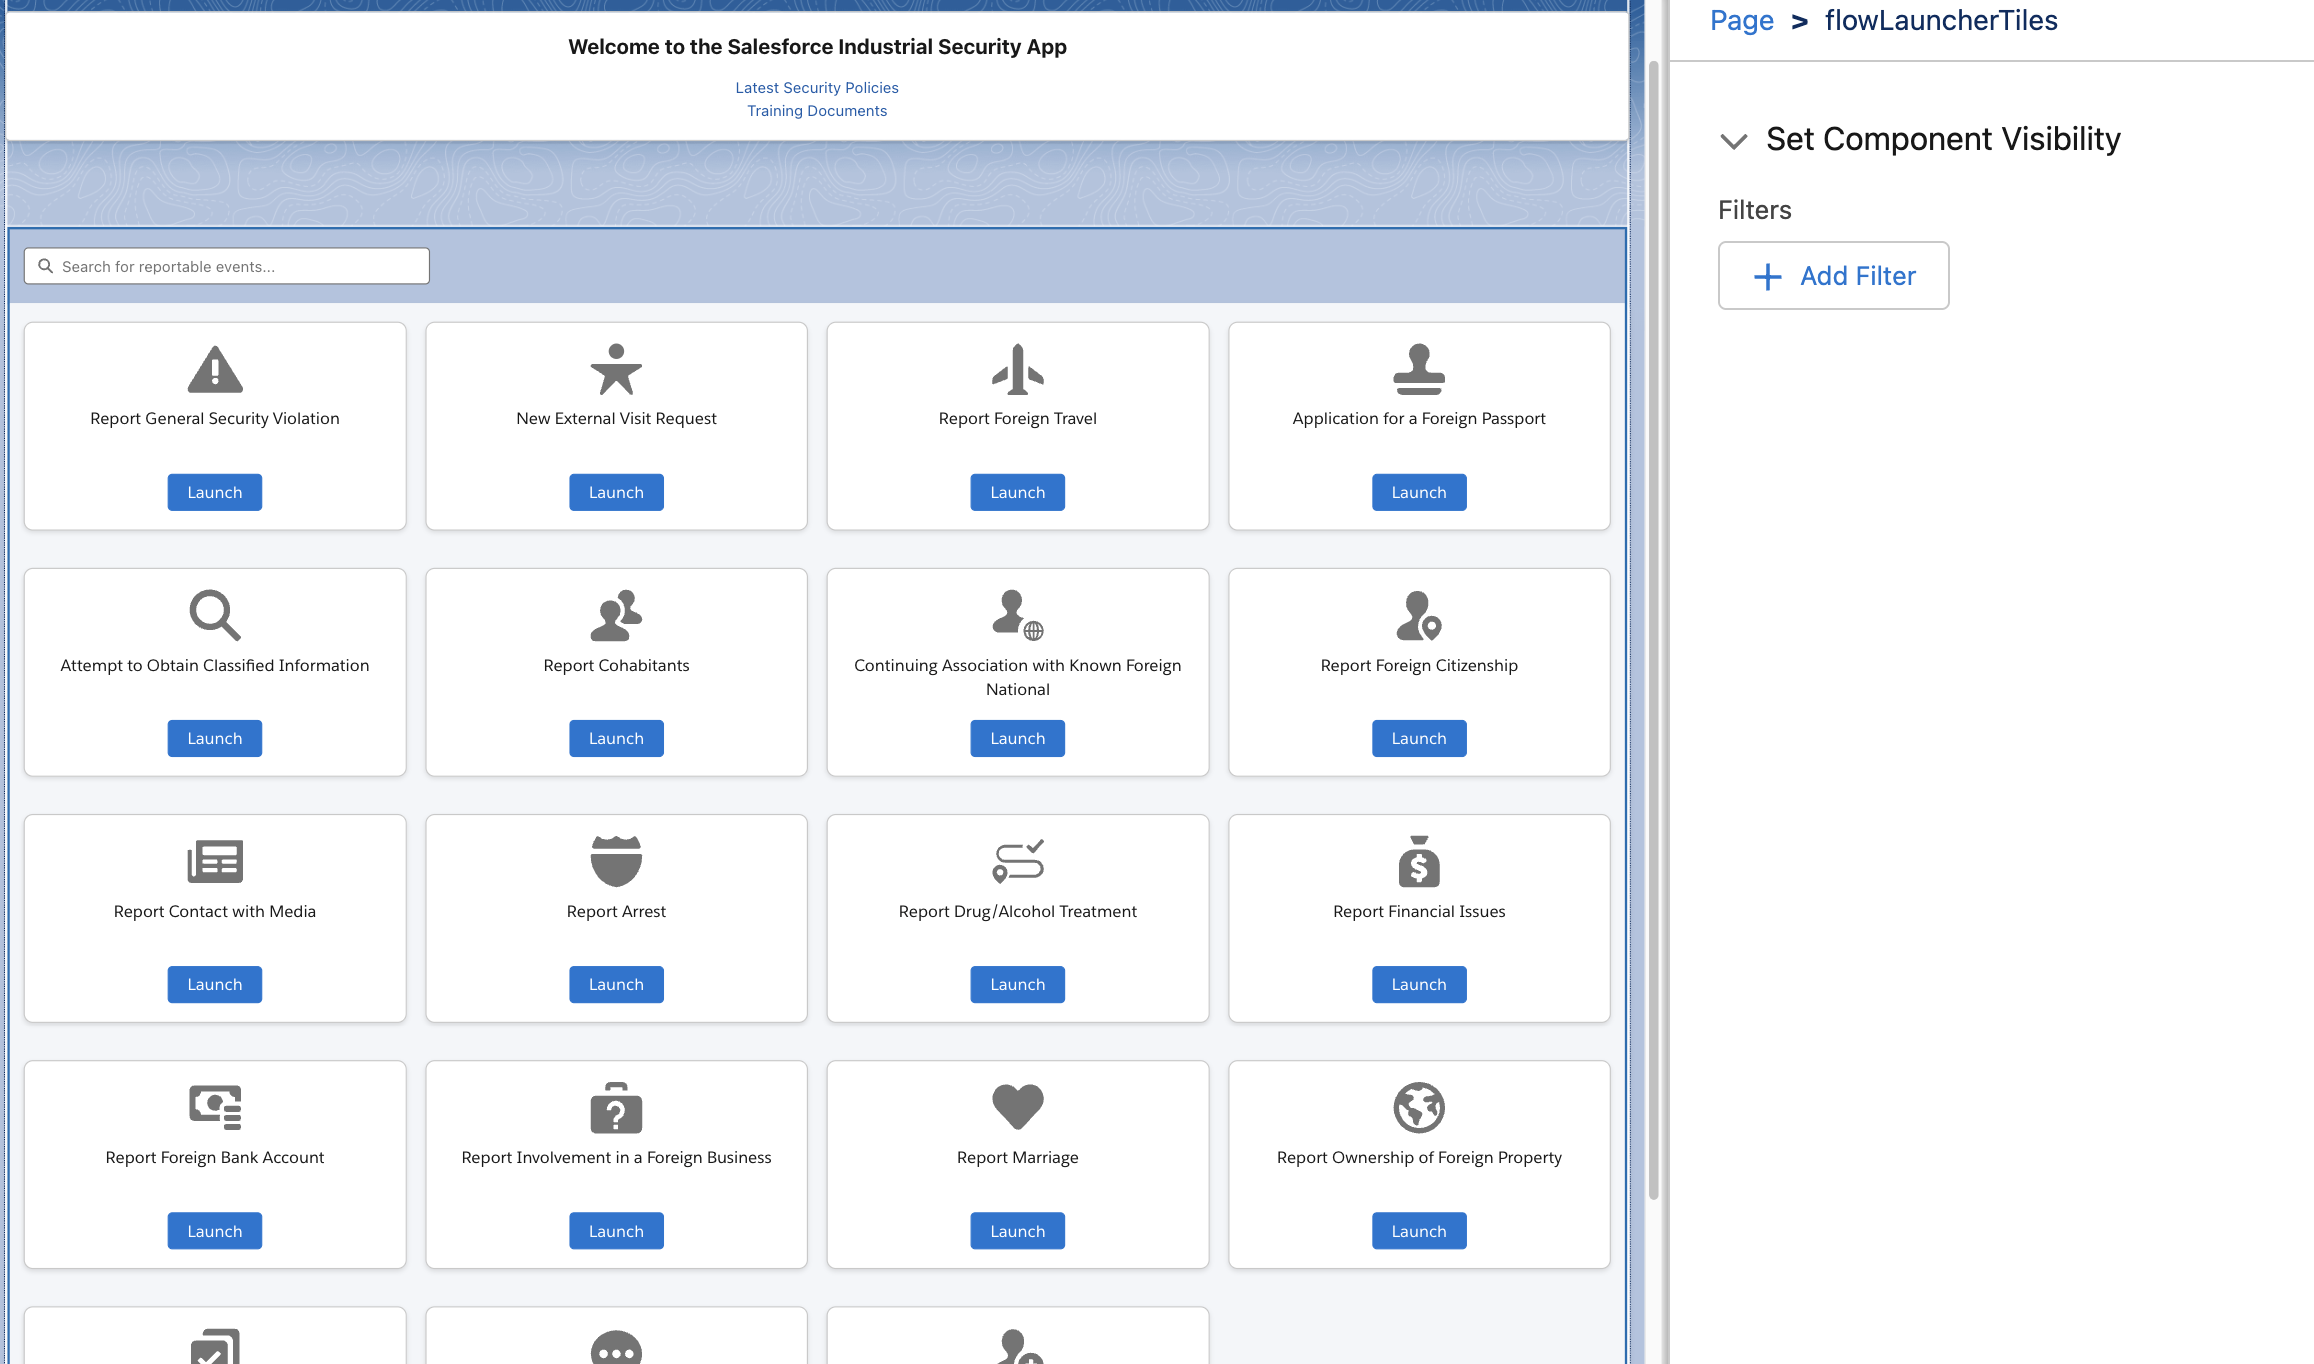 Welcome to the Salesforce Industrial Security App
Latest Security Policies
Training Documents
Search for reportable events...
Report General Security Violation
Launch
New External Visit Request
Launch
Report Foreign Travel
Launch
Application for a Foreign Passport
Launch
Attempt to Obtain Classified Information
Launch
Report Cohabitants
Launch
Continuing Association with Known Foreign
National
Launch
Report Foreign Citizenship
Launch
Report Contact with Media
Launch
Report Arrest
Launch
Report Drug/Alcohol Treatment
Launch
Report Financial Issues
Launch
Report Foreign Bank Account
Launch
Report Involvement in a Foreign Business
Launch
Report Marriage
Launch
Report Ownership of Foreign Property
Launch
Page > flowLauncherTiles
Set Component Visibility
Filters
+ Add Filter